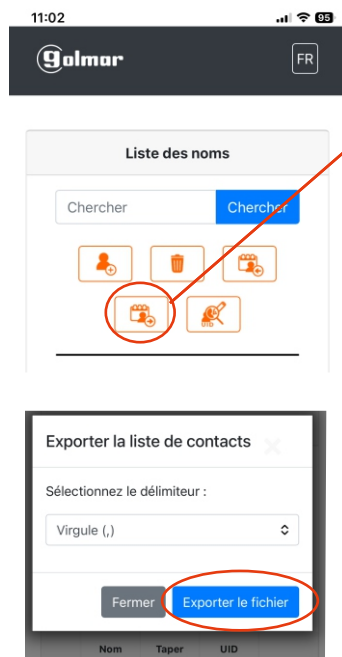 11:02
95
golmar
FR
Liste des noms
Chercher
Chercher
UID
Exporter la liste de contacts
Sélectionnez le délimiteur :
Virgule (,)
Fermer
Exporter le fichier
Nom Taper UID